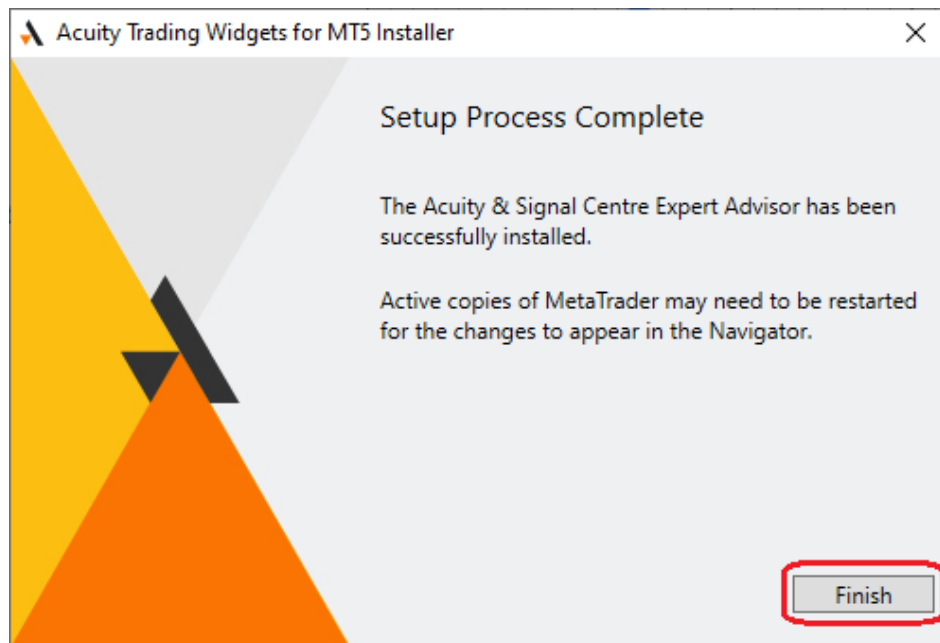 Acuity Trading Widgets for MT5 Installer
Setup Process Complete
The Acuity & Signal Centre Expert Advisor has been
successfully installed.
Active copies of MetaTrader may need to be restarted
for the changes to appear in the Navigator.
Finish